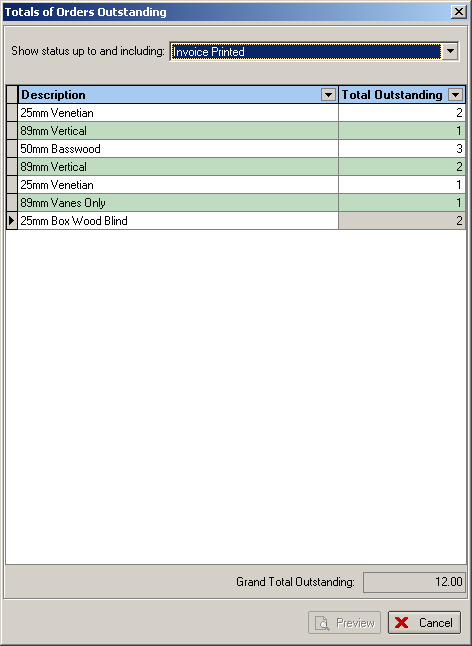 Totals of Orders Outstanding
Show status up to and including: Invoice Printed
Description Total Outstanding
25mm Venetian 2
89mm Vertical 1
50mm Basswood 3
89mm Vertical 2
25mm Venetian 1
89mm Vanes Only 1
25mm Box Wood Blind 2
Grand Total Outstanding: 12.00
Preview Cancel